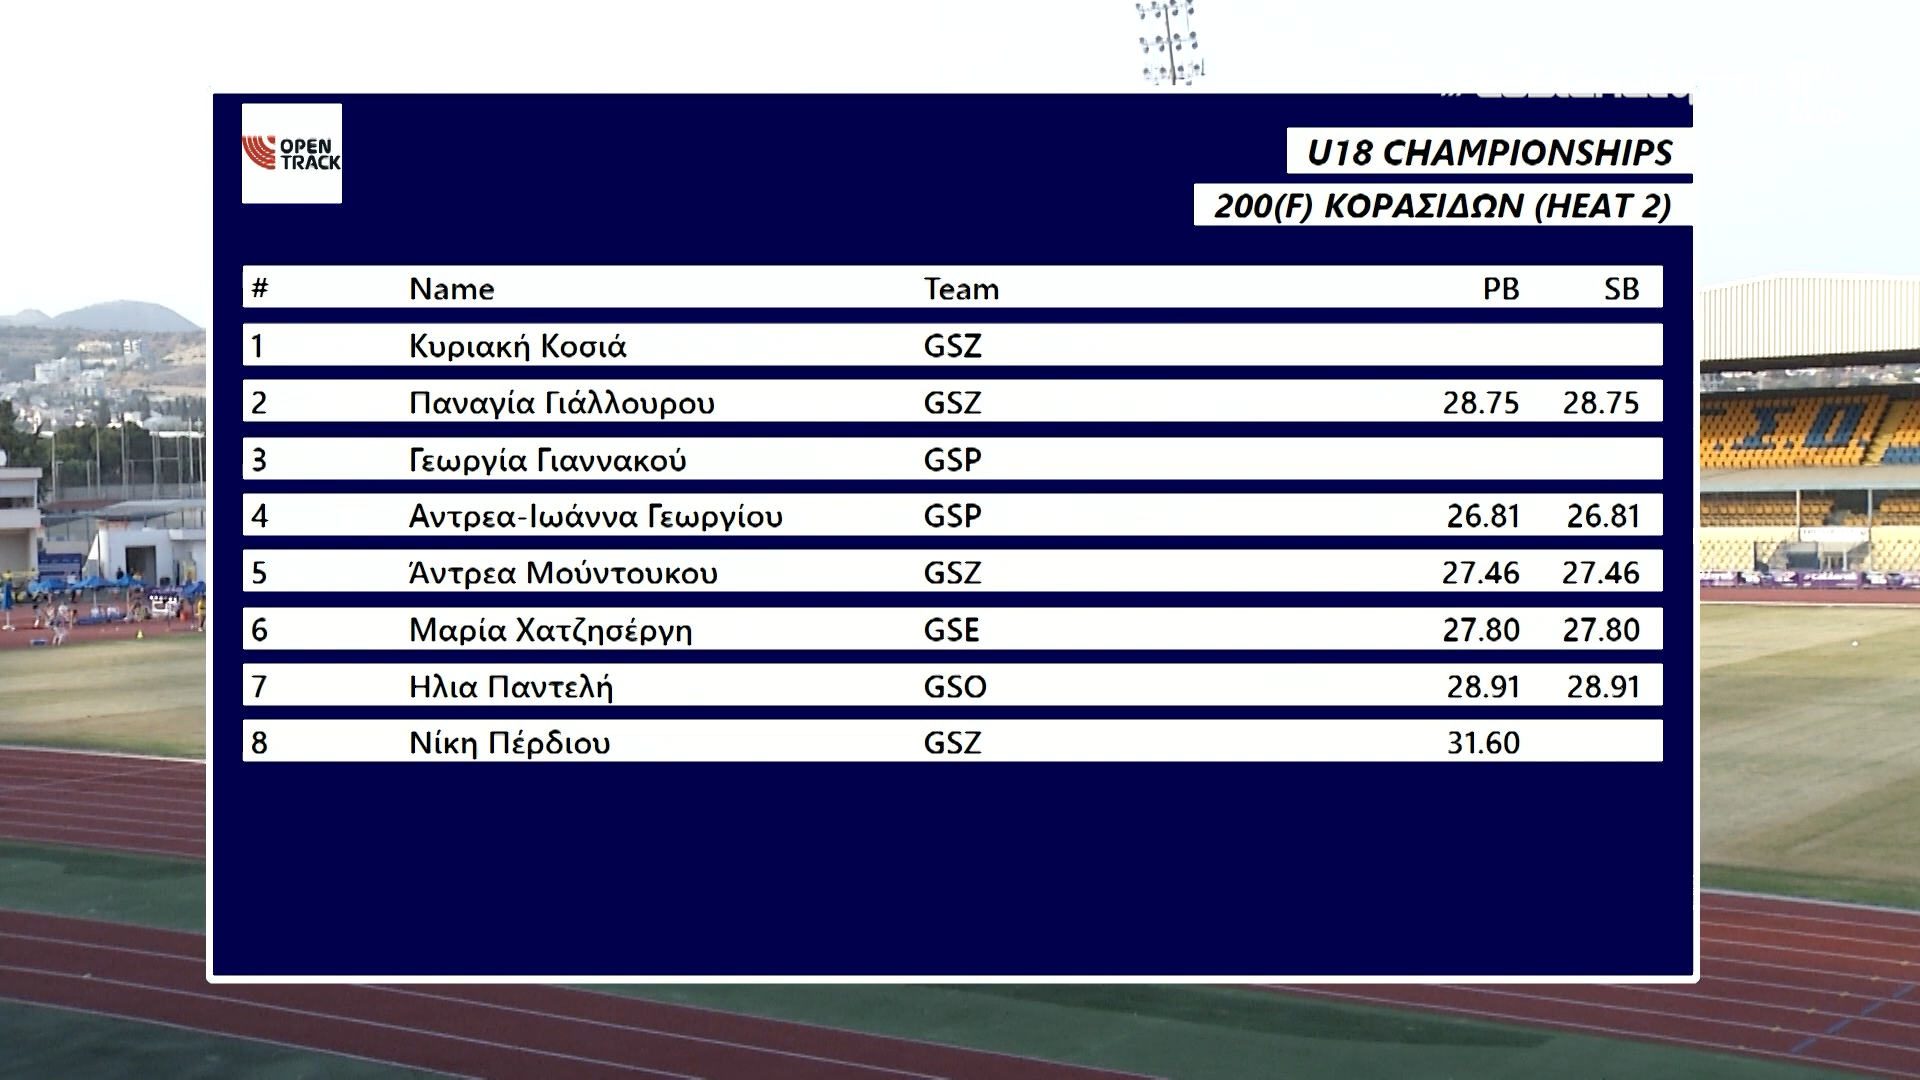 OPEN
TRACK
U18 CHAMPIONSHIPS
200(F) ΚΟΡΑΣΙΔΩΝ (HEAT 2)
# Name Team PB SB
1 Κυριακή Κοσιά GSZ
2 Παναγία Γιάλλουρου GSZ 28.75 28.75
3 Γεωργία Γιαννακού GSP
4 Αντρεα-Ιωάννα Γεωργίου GSP 26.81 26.81
5 Άντρεα Μούντουκου GSZ 27.46 27.46
6 Μαρία Χατζησέργη GSE 27.80 27.80
7 Ηλια Παντελή GSO 28.91 28.91
8 Νίκη Πέρδιου GSZ 31.60